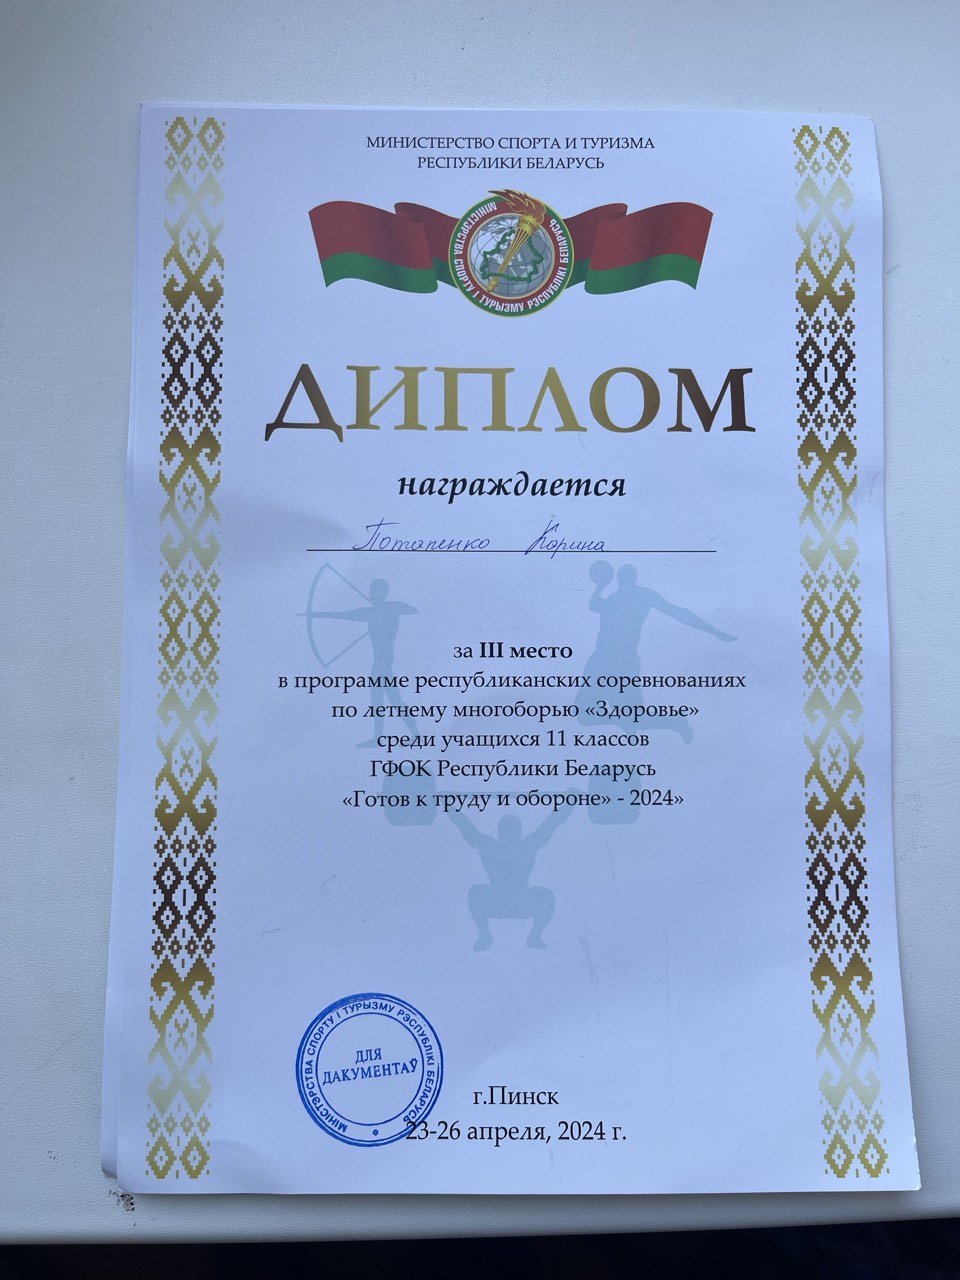 МИНИСТЕРСТВО СПОРТА И ТУРИЗМА
РЕСПУБЛИКИ БЕЛАРУСЬ
МІНІСТЭРСТВА СПОРТУ І ТУРЫЗМУ РЭСПУБЛІКІ БЕЛАРУСЬ
ДИПЛОМ
награждается
Потапенко Карина
за III место
в программе республиканских соревнованиях
по летнему многоборью «Здоровье»
среди учащихся 11 классов
ГФОК Республики Беларусь
«Готов к труду и обороне» - 2024»
МІНІСТЭРСТВА СПОРТУ І ТУРЫЗМУ РЭСПУБЛІКІ БЕЛАРУСЬ
ДЛЯ
ДАКУМЕНТАЎ
г.Пинск
23-26 апреля, 2024 г.